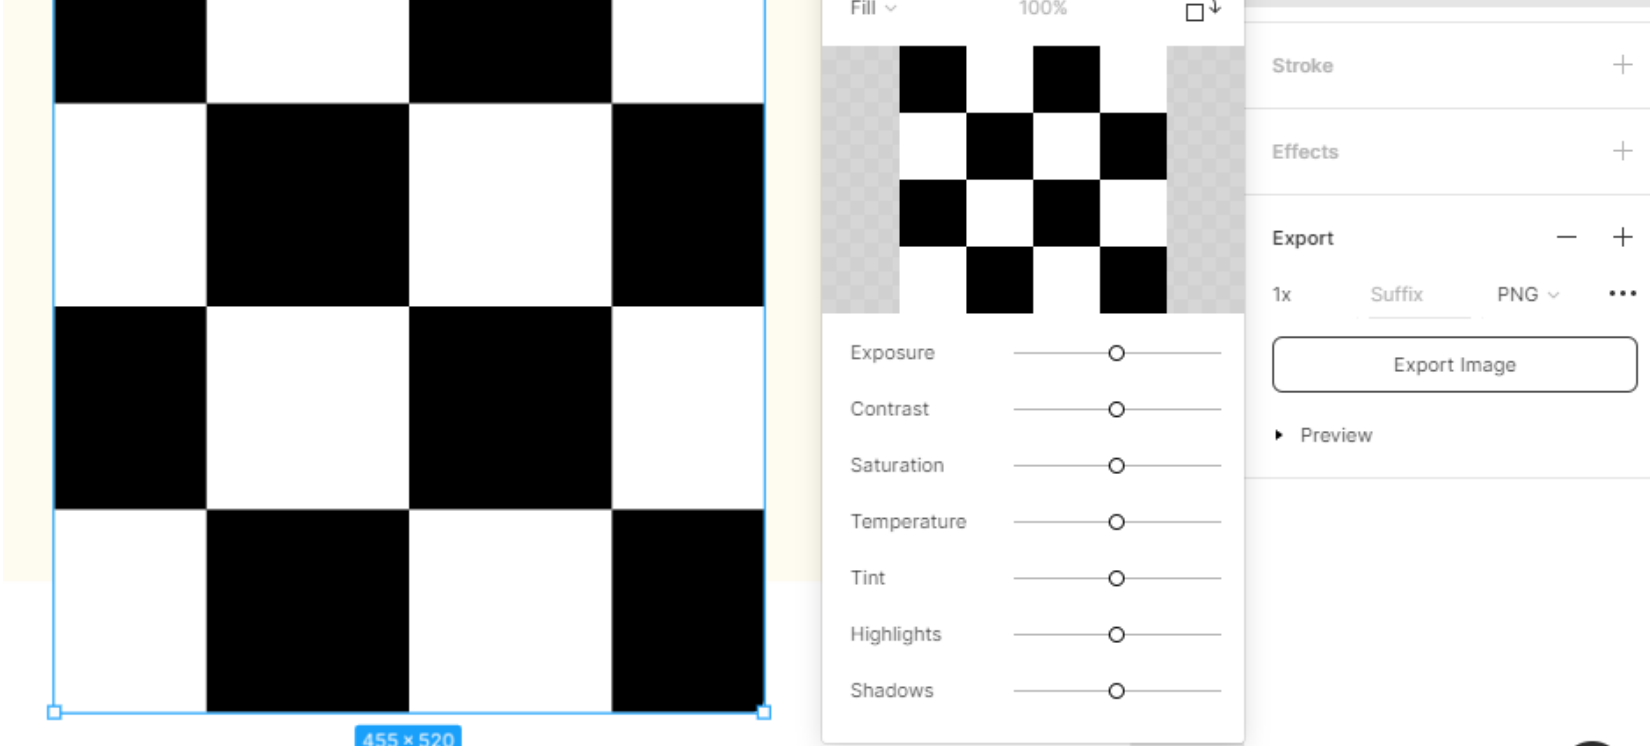 Fill
100%
Stroke
Effects
Export
1x
Suffix
PNG
Export Image
Preview
Exposure
Contrast
Saturation
Temperature
Tint
Highlights
Shadows
455 × 520